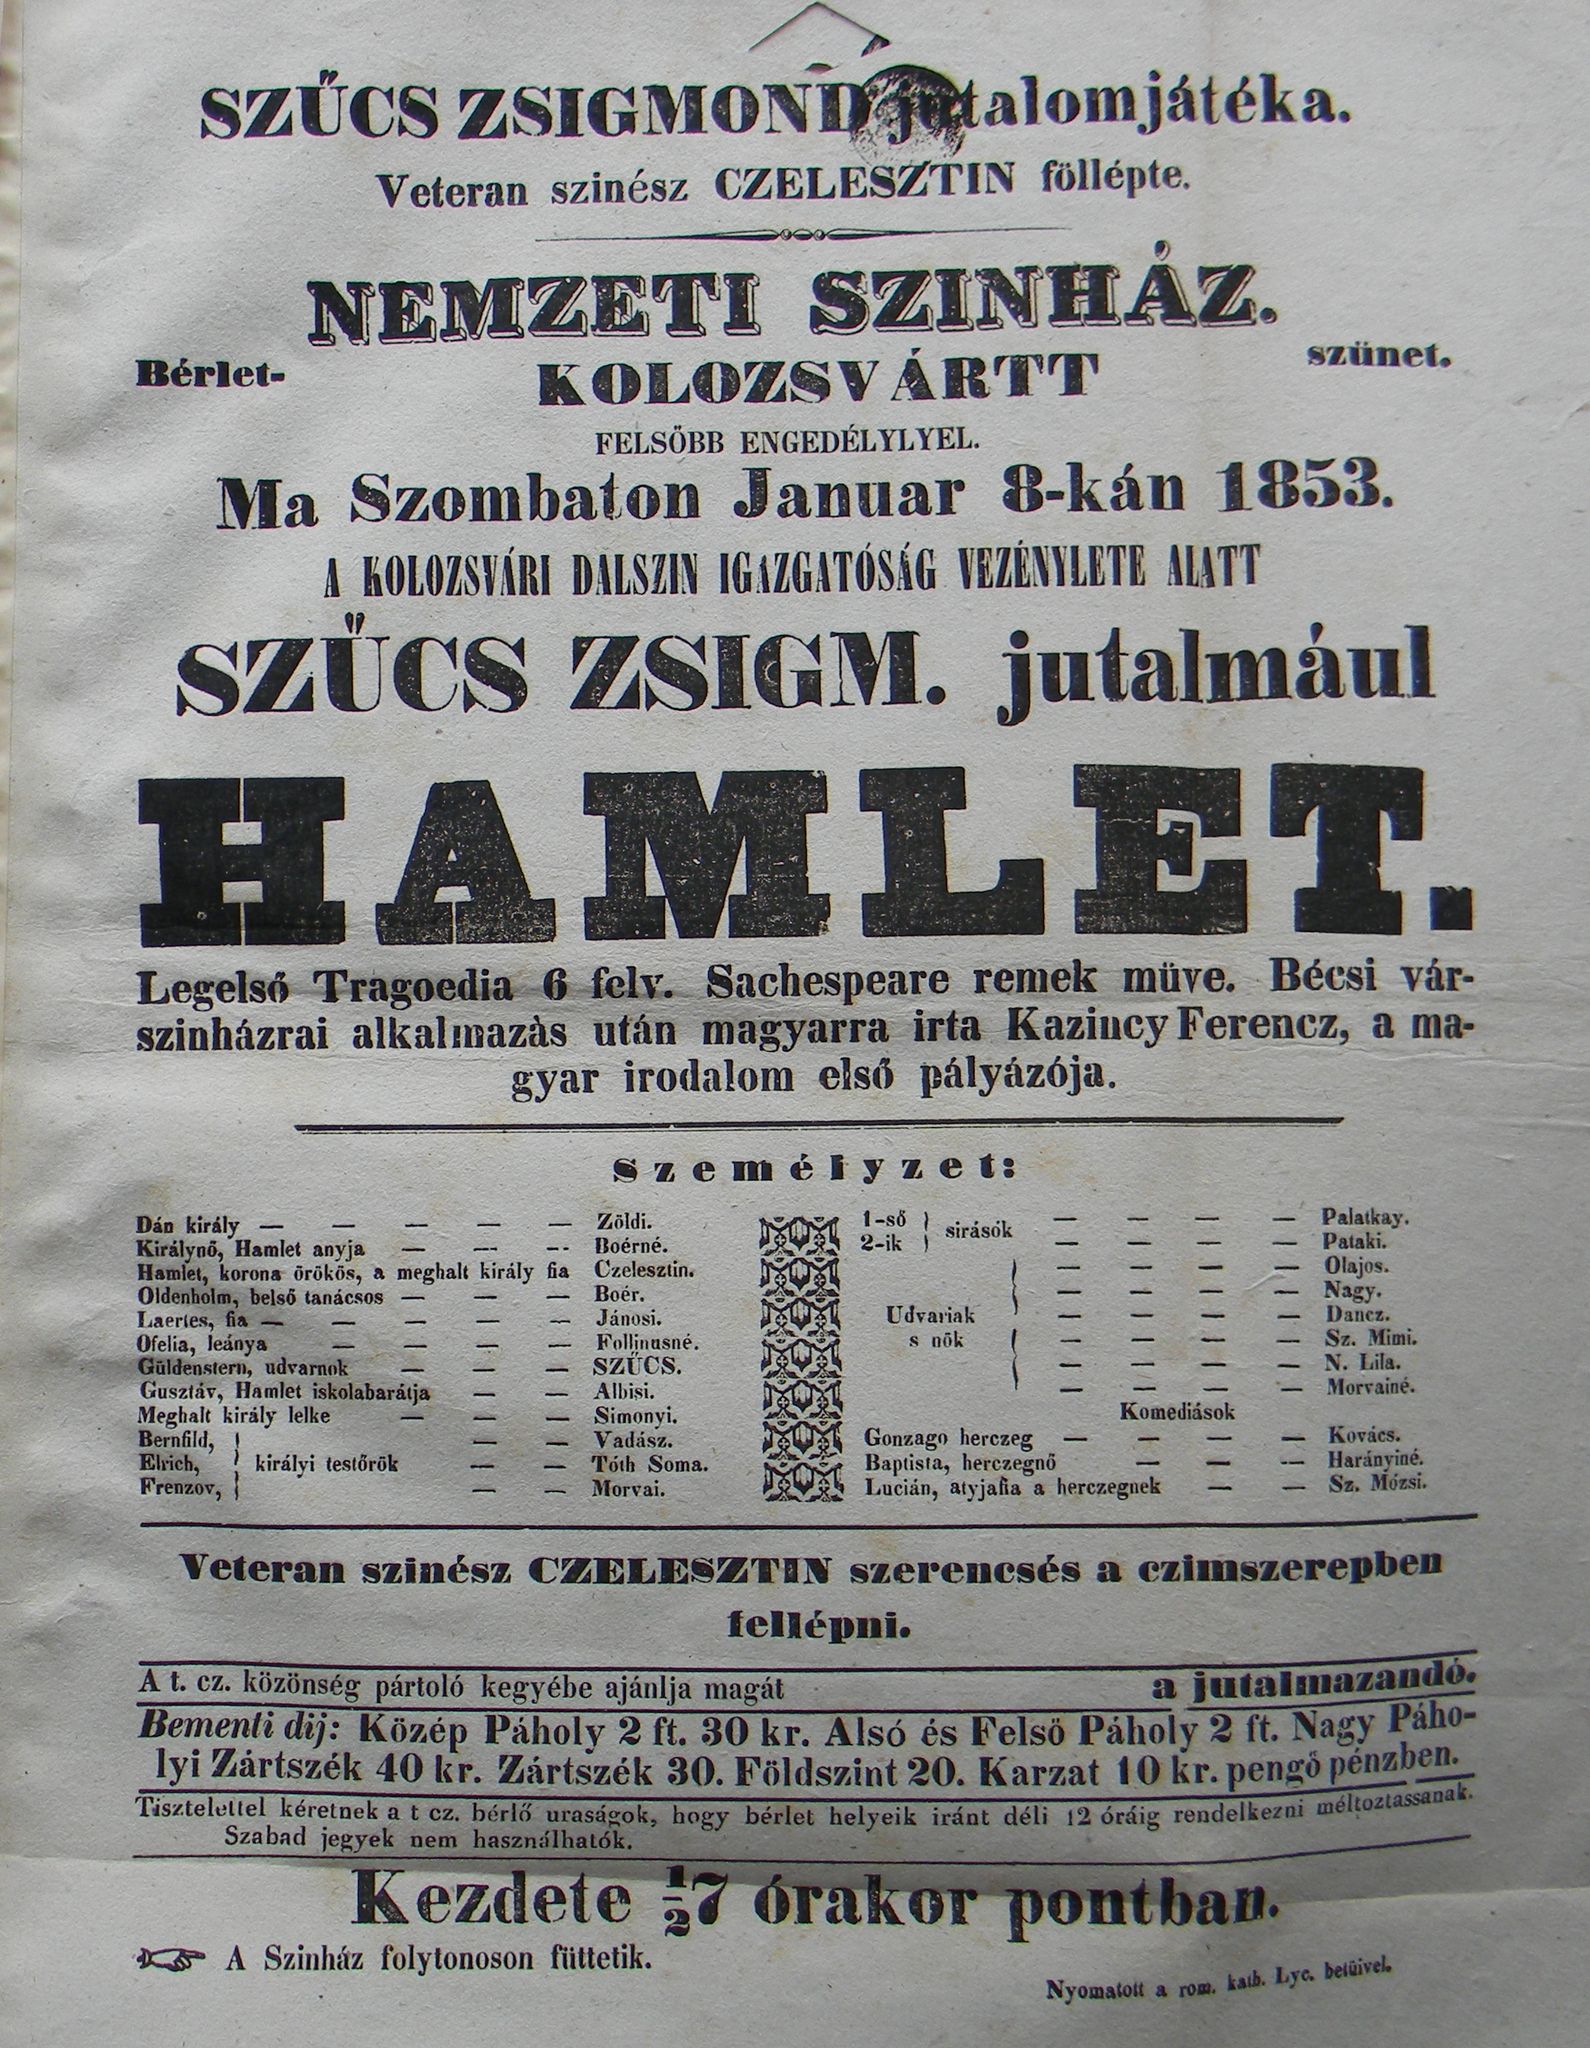 SZŰCS ZSIGMOND jutalomjátéka.
Veteran szinész CZELESZTIN föllépte.
NEMZETI SZINHÁZ.
Bérlet- KOLOZSVÁRTT szünet.
FELSÖBB ENGEDÉLYLYEL.
Ma Szombaton Januar 8-kán 1853.
A KOLOZSVÁRI DALSZIN IGAZGATÓSÁG VEZÉNYLETE ALATT
SZŰCS ZSIGM. jutalmául
HAMLET.
Legelső Tragoedia 6 felv. Sachespeare remek müve. Bécsi vár-
szinházrai alkalmazàs után magyarra irta Kazinczy Ferencz, a ma-
gyar irodalom első pályázója.
Személyzet:
Dán király — — — — — Zöldi.
Királynő, Hamlet anyja — — — Boérné.
Hamlet, korona örökös, a meghalt király fia Czelesztin.
Oldenholm, belső tanácsos — — — Boér.
Laertes, fia — — — — — Jánosi.
Ofelia, leánya — — — — Follinusné.
Güldenstern, udvarnok — — — SZŰCS.
Gusztáv, Hamlet iskolabarátja — — Albisi.
Meghalt király lelke — — — Simonyi.
Bernfild, — — Vadász.
Elrich, királyi testőrök — — Tóth Soma.
Frenzov, — — Morvai.
1-ső sirásók — — — — Palatkay.
2-ik — — — — Pataki.
— — — — Olajos.
— — — — Nagy.
Udvariak — — — — Dancz.
s nök — — — — Sz. Mimi.
— — — — N. Lila.
— — — — Morvainé.
Komediások
Gonzago herczeg — — — — Kovács.
Baptista, herczegnő — — — Harányiné.
Lucián, atyjafia a herczegnek — — Sz. Mózsi.
Veteran szinész CZELESZTIN szerencsés a czimszerepben
fellépni.
A t. cz. közönség pártoló kegyébe ajánlja magát a jutalmazandó.
Bementi dij: Közép Páholy 2 ft. 30 kr. Alsó és Felsö Páholy 2 ft. Nagy Páho-
lyi Zártszék 40 kr. Zártszék 30. Földszint 20. Karzat 10 kr. pengő pénzben.
Tisztelettel kéretnek a t cz. bérlő uraságok, hogy bérlet helyeik iránt déli 12 óráig rendelkezni méltoztassanak.
Szabad jegyek nem használhatók.
Kezdete ½7 órakor pontban.
☞ A Szinház folytonoson füttetik.
Nyomatott a rom. kath. Lyc. betüivel.